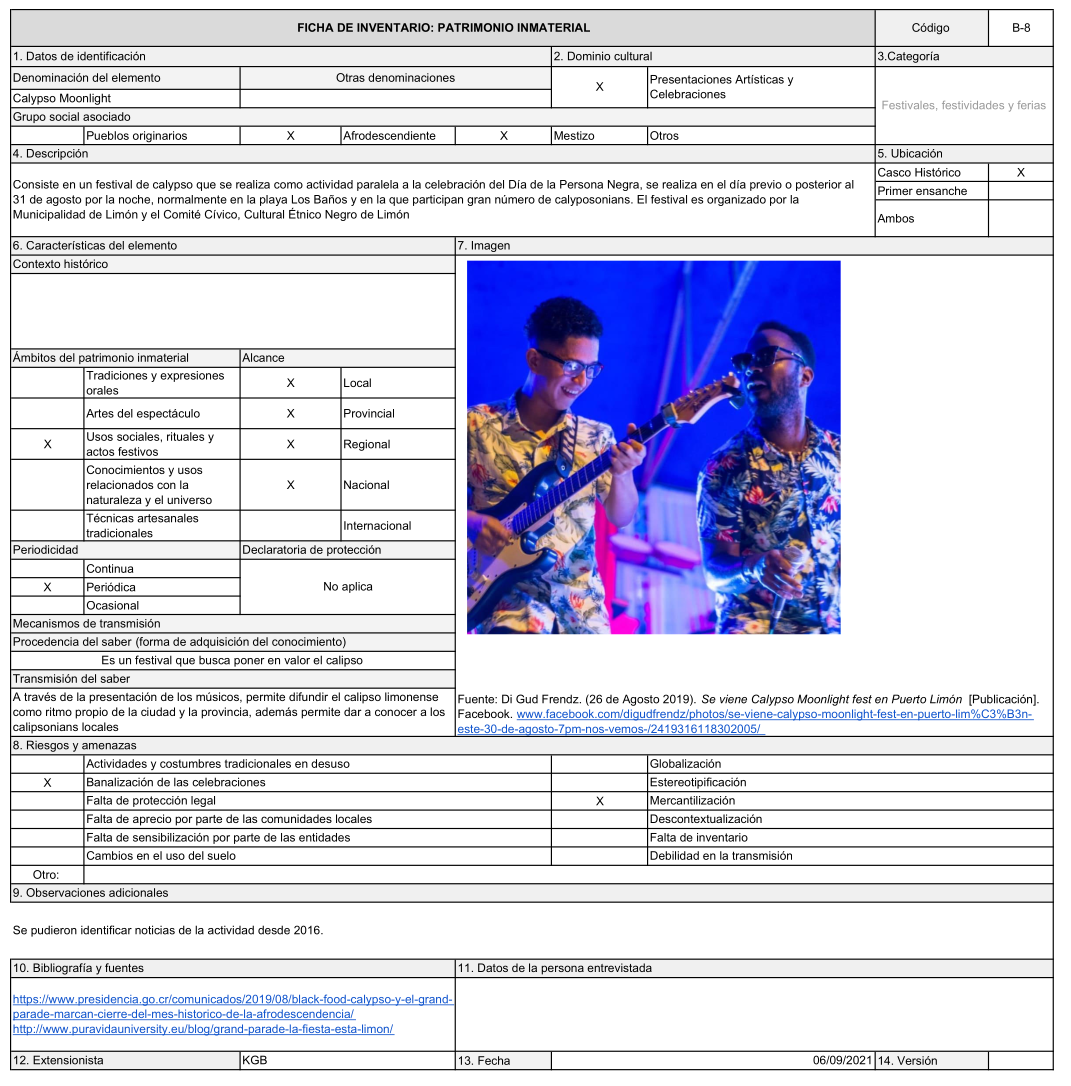 FICHA DE INVENTARIO: PATRIMONIO INMATERIAL
Código
B-8
1. Datos de identificación
2. Dominio cultural
3.Categoría
Denominación del elemento
Otras denominaciones
X
Presentaciones Artísticas y
Celebraciones
Festivales, festividades y ferias
Calypso Moonlight
Grupo social asociado
Pueblos originarios
X
Afrodescendiente
X
Mestizo
Otros
4. Descripción
5. Ubicación
Consiste en un festival de calypso que se realiza como actividad paralela a la celebración del Día de la Persona Negra, se realiza en el día previo o posterior al
31 de agosto por la noche, normalmente en la playa Los Baños y en la que participan gran número de calyposonians. El festival es organizado por la
Municipalidad de Limón y el Comité Cívico, Cultural Étnico Negro de Limón
Casco Histórico
X
Primer ensanche
Ambos
6. Características del elemento
7. Imagen
Contexto histórico
Ámbitos del patrimonio inmaterial
Alcance
Tradiciones y expresiones
orales
X
Local
Artes del espectáculo
X
Provincial
X
Usos sociales, rituales y
actos festivos
X
Regional
Conocimientos y usos
relacionados con la
naturaleza y el universo
X
Nacional
Técnicas artesanales
tradicionales
Internacional
Periodicidad
Declaratoria de protección
Continua
X
Periódica
No aplica
Ocasional
Mecanismos de transmisión
Procedencia del saber (forma de adquisición del conocimiento)
Es un festival que busca poner en valor el calipso
Transmisión del saber
A través de la presentación de los músicos, permite difundir el calipso limonense
como ritmo propio de la ciudad y la provincia, además permite dar a conocer a los
calipsonians locales
Fuente: Di Gud Frendz. (26 de Agosto 2019). Se viene Calypso Moonlight fest en Puerto Limón [Publicación].
Facebook. www.facebook.com/digudfrendz/photos/se-viene-calypso-moonlight-fest-en-puerto-lim%C3%B3n-
este-30-de-agosto-7pm-nos-vemos-/2419316118302005/
8. Riesgos y amenazas
Actividades y costumbres tradicionales en desuso
Globalización
X
Banalización de las celebraciones
Estereotipificación
Falta de protección legal
X
Mercantilización
Falta de aprecio por parte de las comunidades locales
Descontextualización
Falta de sensibilización por parte de las entidades
Falta de inventario
Cambios en el uso del suelo
Debilidad en la transmisión
Otro:
9. Observaciones adicionales
Se pudieron identificar noticias de la actividad desde 2016.
10. Bibliografía y fuentes
11. Datos de la persona entrevistada
https://www.presidencia.go.cr/comunicados/2019/08/black-food-calypso-y-el-grand-
parade-marcan-cierre-del-mes-historico-de-la-afrodescendencia/
http://www.puravidauniversity.eu/blog/grand-parade-la-fiesta-esta-limon/
12. Extensionista
KGB
13. Fecha
06/09/2021
14. Versión